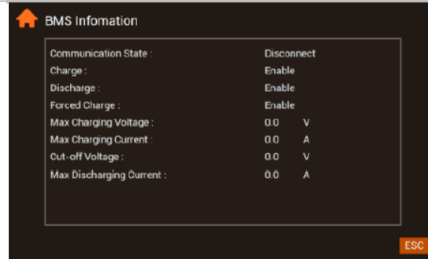 BMS Infomation
Communication State : Disconnect
Charge : Enable
Discharge : Enable
Forced Charge : Enable
Max Charging Voltage : 0.0 V
Max Charging Current : 0.0 A
Cut-off Voltage : 0.0 V
Max Discharging Current : 0.0 A
ESC